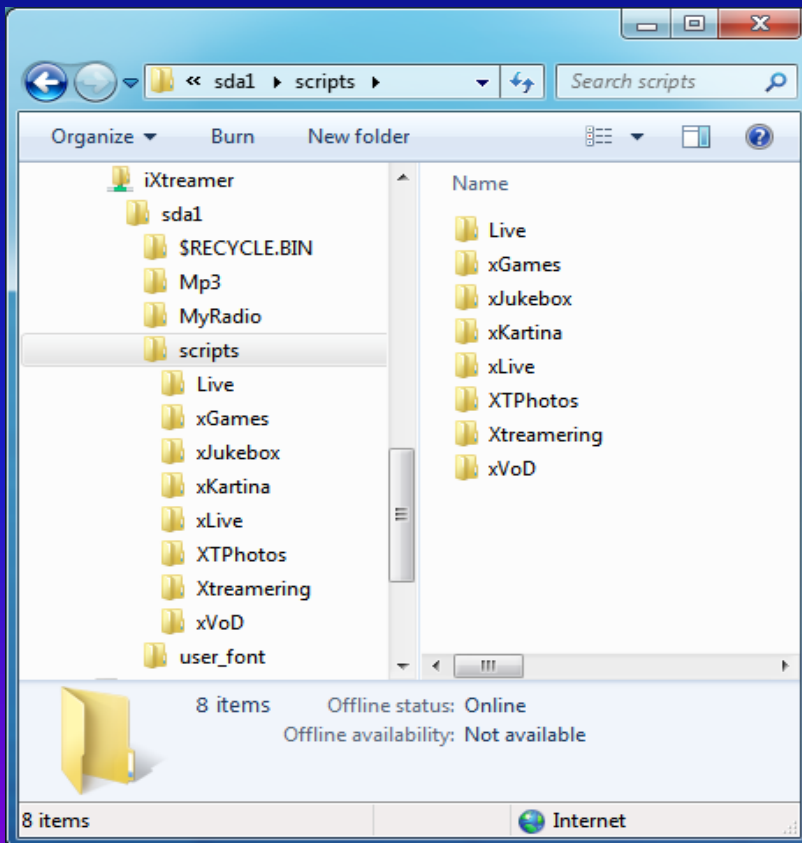 « sda1 scripts Search scripts
Organize Burn New folder
iXtreamer
sda1
$RECYCLE.BIN
Mp3
MyRadio
scripts
Live
xGames
xJukebox
xKartina
xLive
XTPhotos
Xtreamering
xVoD
user_font
Name
Live
xGames
xJukebox
xKartina
xLive
XTPhotos
Xtreamering
xVoD
8 items Offline status: Online
Offline availability: Not available
8 items Internet